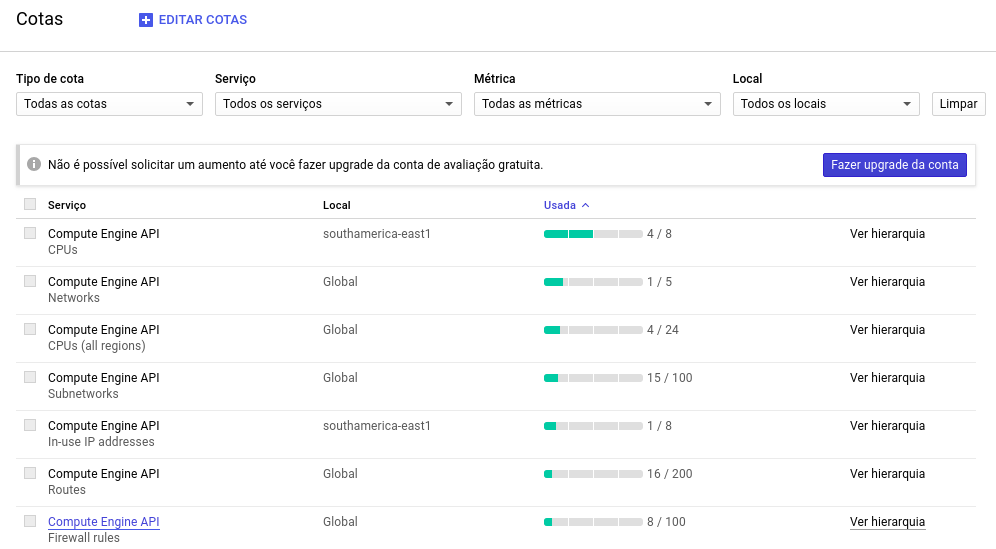 Cotas
EDITAR COTAS
Tipo de cota Serviço Métrica Local
Todas as cotas Todos os serviços Todas as métricas Todos os locais Limpar
Não é possível solicitar um aumento até você fazer upgrade da conta de avaliação gratuita. Fazer upgrade da conta
Serviço Local Usada
Compute Engine API southamerica-east1 4 / 8 Ver hierarquia
CPUs
Compute Engine API Global 1 / 5 Ver hierarquia
Networks
Compute Engine API Global 4 / 24 Ver hierarquia
CPUs (all regions)
Compute Engine API Global 15 / 100 Ver hierarquia
Subnetworks
Compute Engine API southamerica-east1 1 / 8 Ver hierarquia
In-use IP addresses
Compute Engine API Global 16 / 200 Ver hierarquia
Routes
Compute Engine API Global 8 / 100 Ver hierarquia
Firewall rules